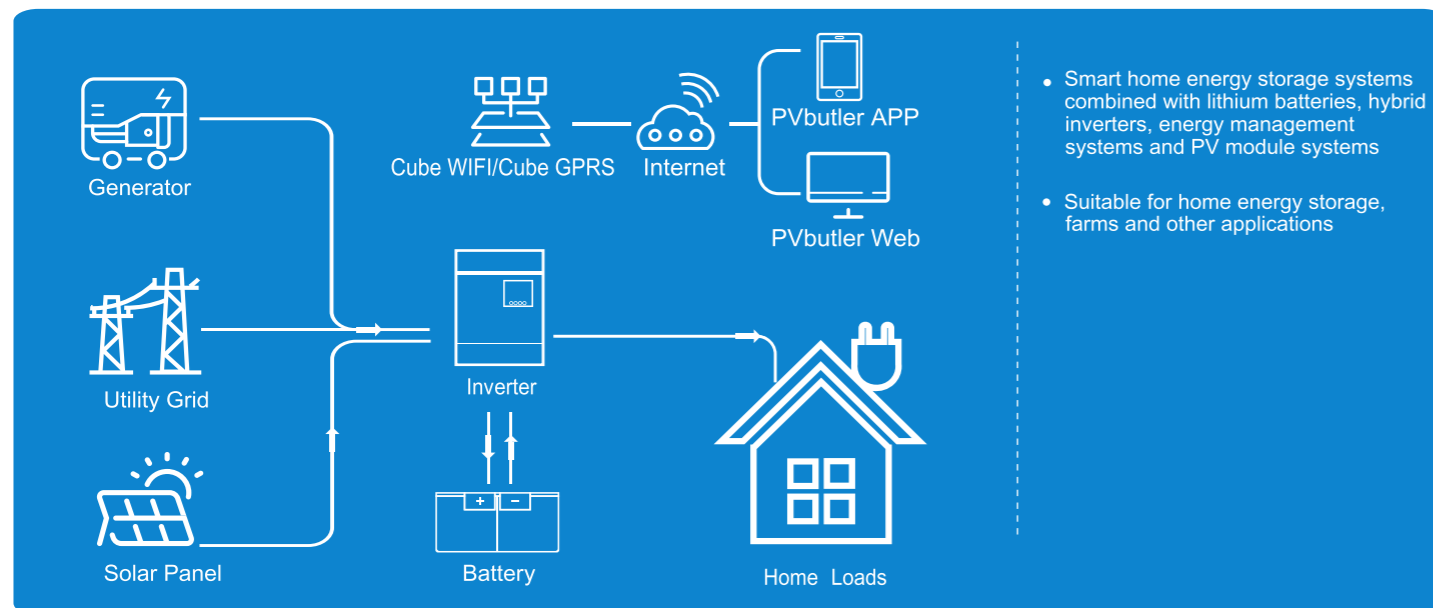 Generator
Cube WIFI/Cube GPRS
Internet
PVbutler APP
PVbutler Web
Utility Grid
Inverter
Solar Panel
Battery
+ −
Home Loads
• Smart home energy storage systems
combined with lithium batteries, hybrid
inverters, energy management
systems and PV module systems
• Suitable for home energy storage,
farms and other applications